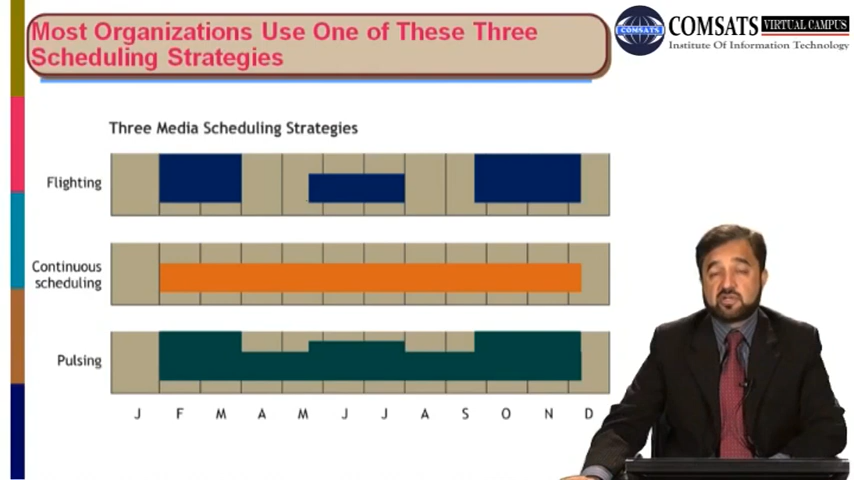 Most Organizations Use One of These Three
Scheduling Strategies
COMSATS
COMSATS VIRTUAL CAMPUS
Institute Of Information Technology
Three Media Scheduling Strategies
Flighting
Continuous
scheduling
Pulsing
J F M A M J J A S O N D